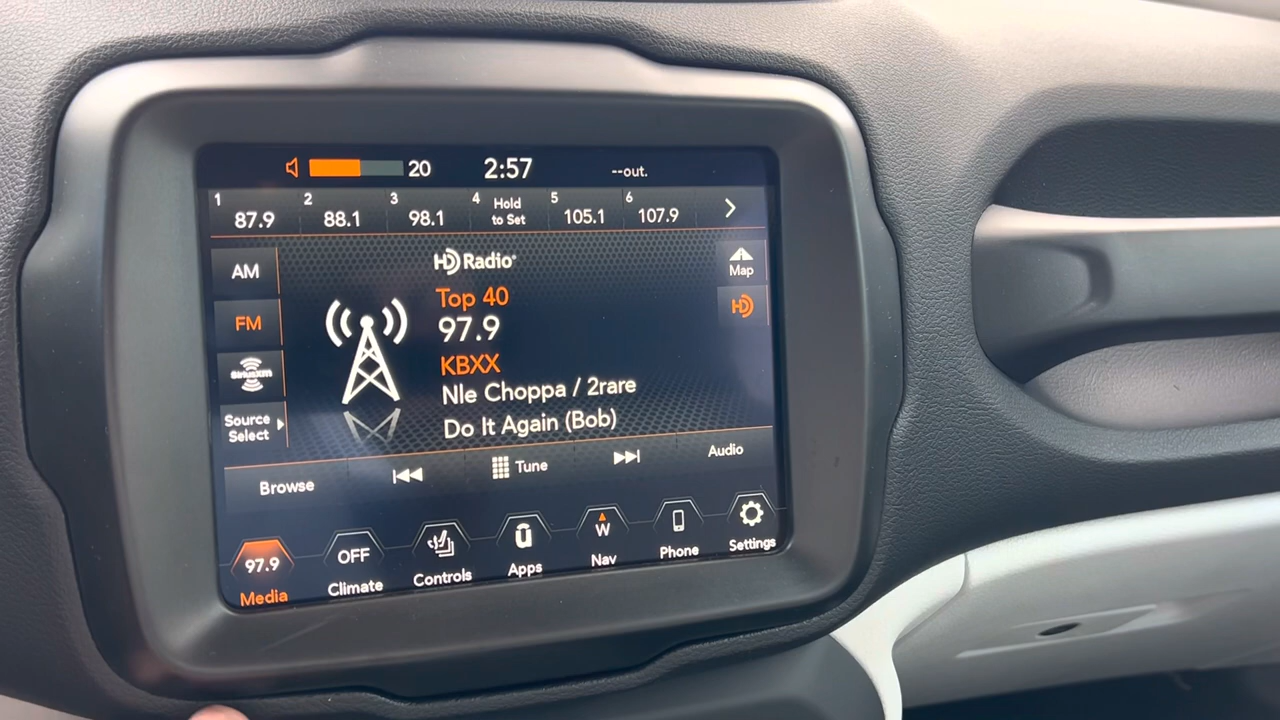 20 2:57 --out.
1 2 3 4 Hold 5 6
87.9 88.1 98.1 to Set 105.1 107.9
AM
FM
SiriusXM
Source
Select
HD Radio
Top 40
97.9
KBXX
Nle Choppa / 2rare
Do It Again (Bob)
Map
HD
Browse Tune Audio
97.9 OFF W
Media Climate Controls Apps Nav Phone Settings